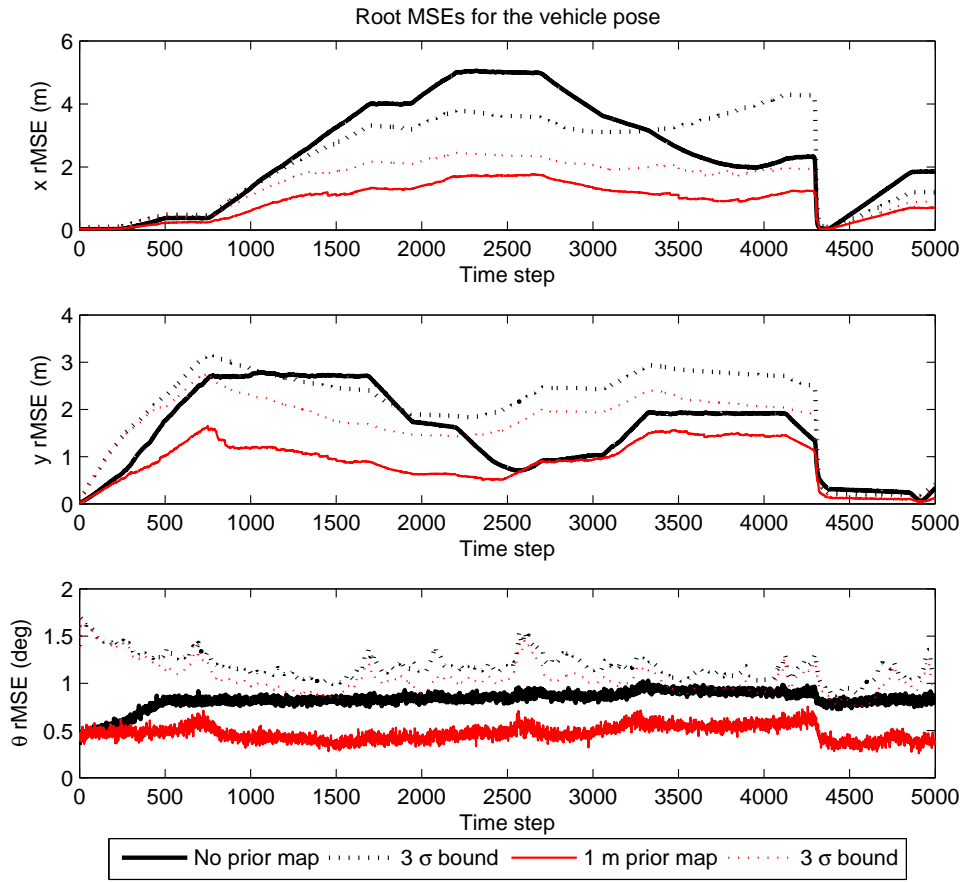 Root MSEs for the vehicle pose
x rMSE (m)
6
4
2
0
0 500 1000 1500 2000 2500 3000 3500 4000 4500 5000
Time step
y rMSE (m)
4
3
2
1
0
0 500 1000 1500 2000 2500 3000 3500 4000 4500 5000
Time step
θ rMSE (deg)
2
1.5
1
0.5
0
0 500 1000 1500 2000 2500 3000 3500 4000 4500 5000
Time step
No prior map 3 σ bound 1 m prior map 3 σ bound